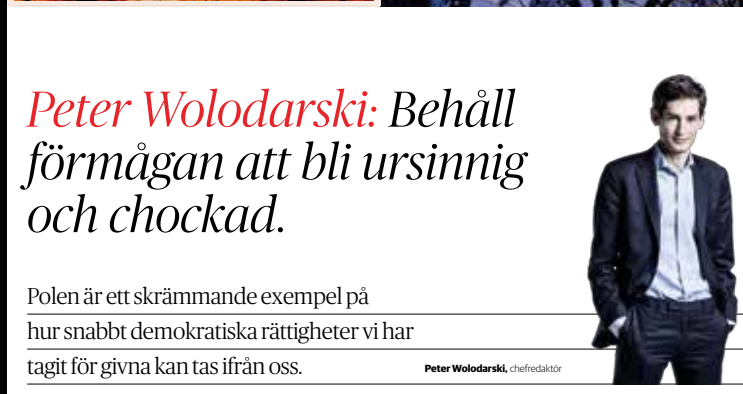 Peter Wolodarski: Behåll
förmågan att bli ursinnig
och chockad.
Polen är ett skrämmande exempel på
hur snabbt demokratiska rättigheter vi har
tagit för givna kan tas ifrån oss.
Peter Wolodarski, chefredaktör